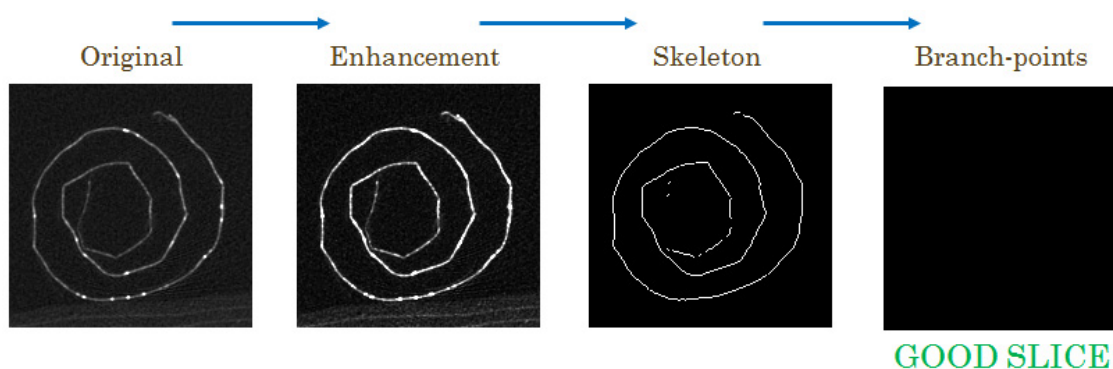 Original
Enhancement
Skeleton
Branch-points
GOOD SLICE